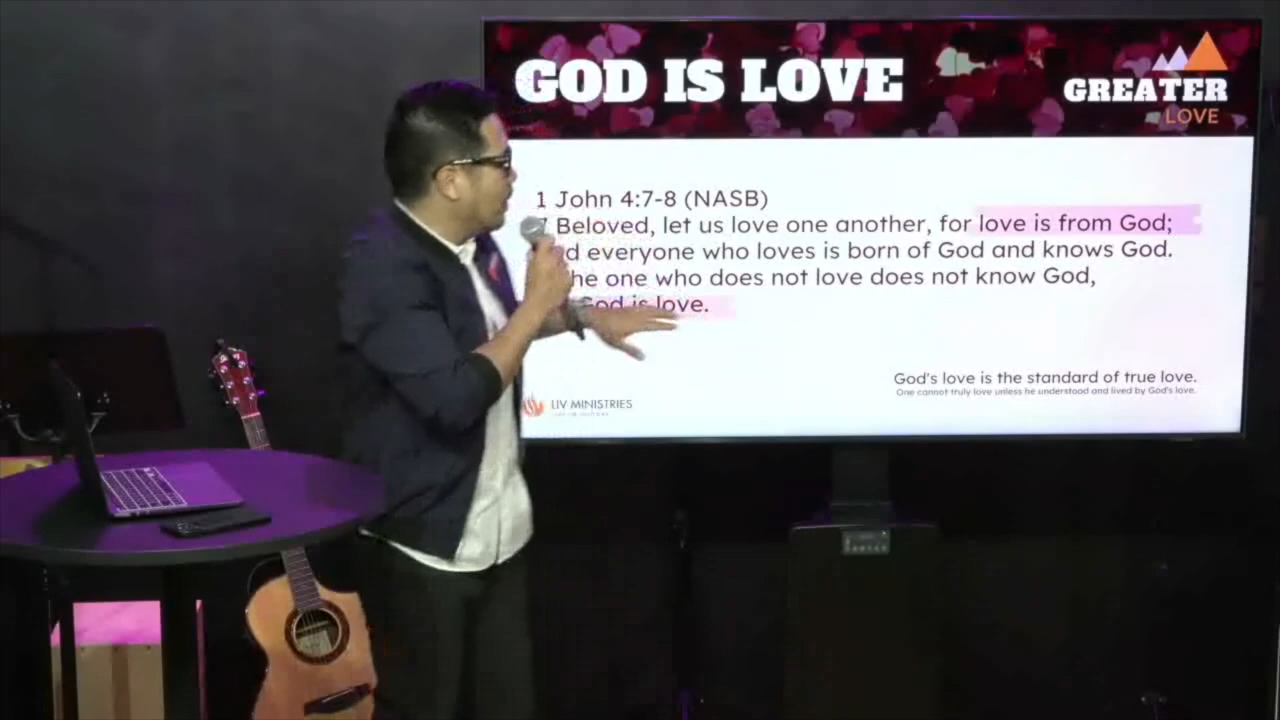 GOD IS LOVE
GREATER
LOVE
1 John 4:7-8 (NASB)
Beloved, let us love one another, for love is from God;
everyone who loves is born of God and knows God.
one who does not love does not know God,
God is love.
God's love is the standard of true love.
One cannot truly love unless he understood and lived by God's love.
LIV MINISTRIES